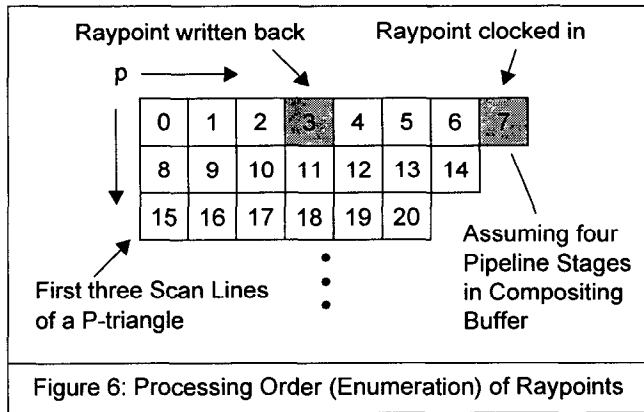 Raypoint written back
Raypoint clocked in
p
0 1 2 3 4 5 6 7
8 9 10 11 12 13 14
15 16 17 18 19 20
First three Scan Lines
of a P-triangle
Assuming four
Pipeline Stages
in Compositing
Buffer
Figure 6: Processing Order (Enumeration) of Raypoints